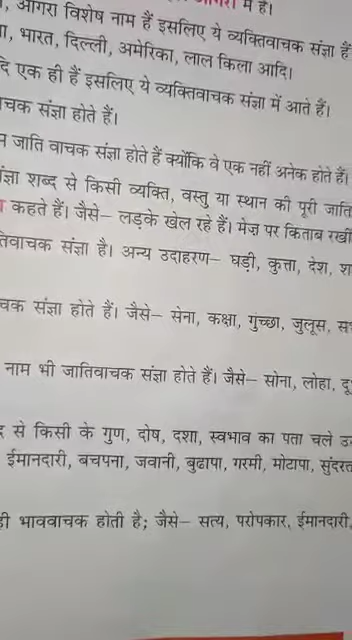 में हैं।
आगरा विशेष नाम हैं इसलिए ये व्यक्तिवाचक संज्ञा हैं
भारत, दिल्ली, अमेरिका, लाल किला आदि।
एक ही हैं इसलिए ये व्यक्तिवाचक संज्ञा में आते हैं।
वाचक संज्ञा होते हैं।
जाति वाचक संज्ञा होते हैं क्योंकि वे एक नहीं अनेक होते हैं।
संज्ञा शब्द से किसी व्यक्ति, वस्तु या स्थान की पूरी जाति
कहते हैं। जैसे– लड़के खेल रहे हैं। मेज़ पर किताब रखी
तिवाचक संज्ञा है। अन्य उदाहरण– घड़ी, कुत्ता, देश,
चक संज्ञा होते हैं। जैसे– सेना, कक्षा, गुच्छा, जुलूस,
नाम भी जातिवाचक संज्ञा होते हैं। जैसे– सोना, लोहा,
से किसी के गुण, दोष, दशा, स्वभाव का पता चले
ईमानदारी, बचपना, जवानी, बुढापा, गरमी, मोटापा,
ही भाववाचक होती है; जैसे– सत्य, परोपकार, ईमानदारी,